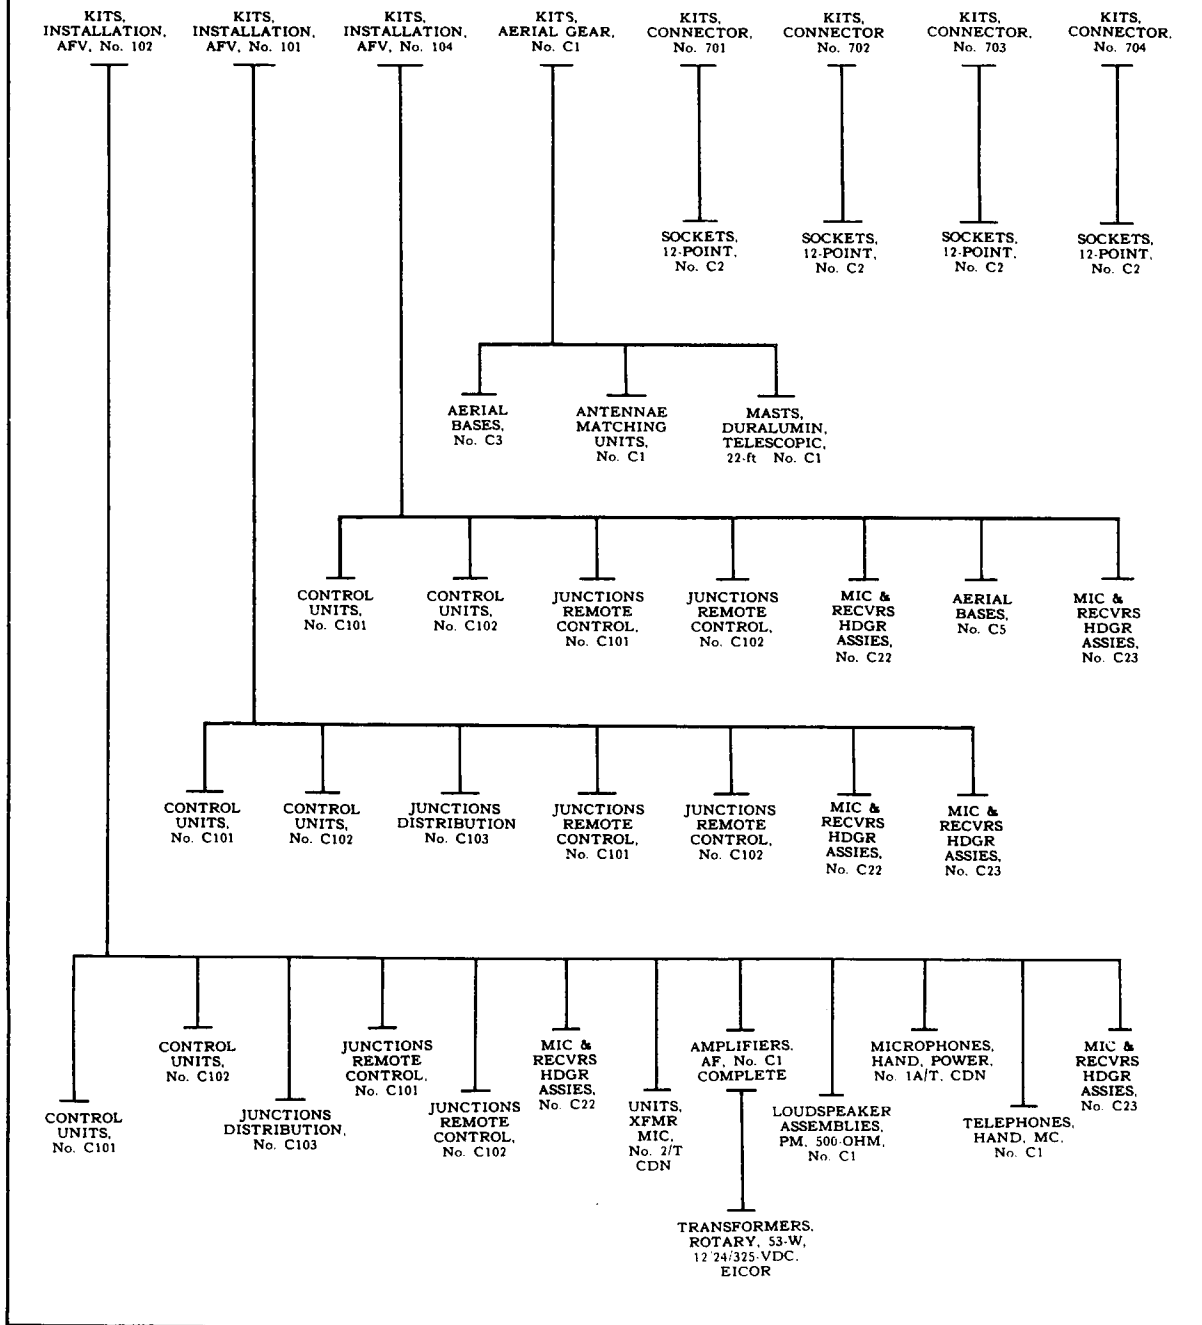 KITS,
INSTALLATION,
AFV, No. 102
KITS,
INSTALLATION,
AFV, No. 101
KITS,
INSTALLATION,
AFV, No. 104
KITS,
AERIAL GEAR,
No. C1
KITS,
CONNECTOR,
No. 701
KITS,
CONNECTOR
No. 702
KITS,
CONNECTOR,
No. 703
KITS,
CONNECTOR,
No. 704
SOCKETS,
12-POINT,
No. C2
SOCKETS,
12-POINT,
No. C2
SOCKETS,
12-POINT,
No. C2
SOCKETS,
12-POINT,
No. C2
AERIAL
BASES,
No. C3
ANTENNAE
MATCHING
UNITS,
No. C1
MASTS,
DURALUMIN,
TELESCOPIC,
22-ft No. C1
CONTROL
UNITS,
No. C101
CONTROL
UNITS,
No. C102
JUNCTIONS
REMOTE
CONTROL,
No. C101
JUNCTIONS
REMOTE
CONTROL,
No. C102
MIC &
RECVRS
HDGR
ASSIES,
No. C22
AERIAL
BASES,
No. C5
MIC &
RECVRS
HDGR
ASSIES,
No. C23
CONTROL
UNITS,
No. C101
CONTROL
UNITS,
No. C102
JUNCTIONS
DISTRIBUTION
No. C103
JUNCTIONS
REMOTE
CONTROL,
No. C101
JUNCTIONS
REMOTE
CONTROL,
No. C102
MIC &
RECVRS
HDGR
ASSIES,
No. C22
MIC &
RECVRS
HDGR
ASSIES,
No. C23
CONTROL
UNITS,
No. C101
CONTROL
UNITS,
No. C102
JUNCTIONS
DISTRIBUTION,
No. C103
JUNCTIONS
REMOTE
CONTROL,
No. C101
JUNCTIONS
REMOTE
CONTROL,
No. C102
MIC &
RECVRS
HDGR
ASSIES,
No. C22
UNITS,
XFMR
MIC,
No. 2/T
CDN
AMPLIFIERS,
AF, No. C1
COMPLETE
TRANSFORMERS,
ROTARY, 53-W,
12/24/325-VDC,
EICOR
LOUDSPEAKER
ASSEMBLIES,
PM, 500-OHM,
No. C1
MICROPHONES,
HAND, POWER,
No. 1A/T, CDN
TELEPHONES,
HAND, MC,
No. C1
MIC &
RECVRS
HDGR
ASSIES,
No. C23